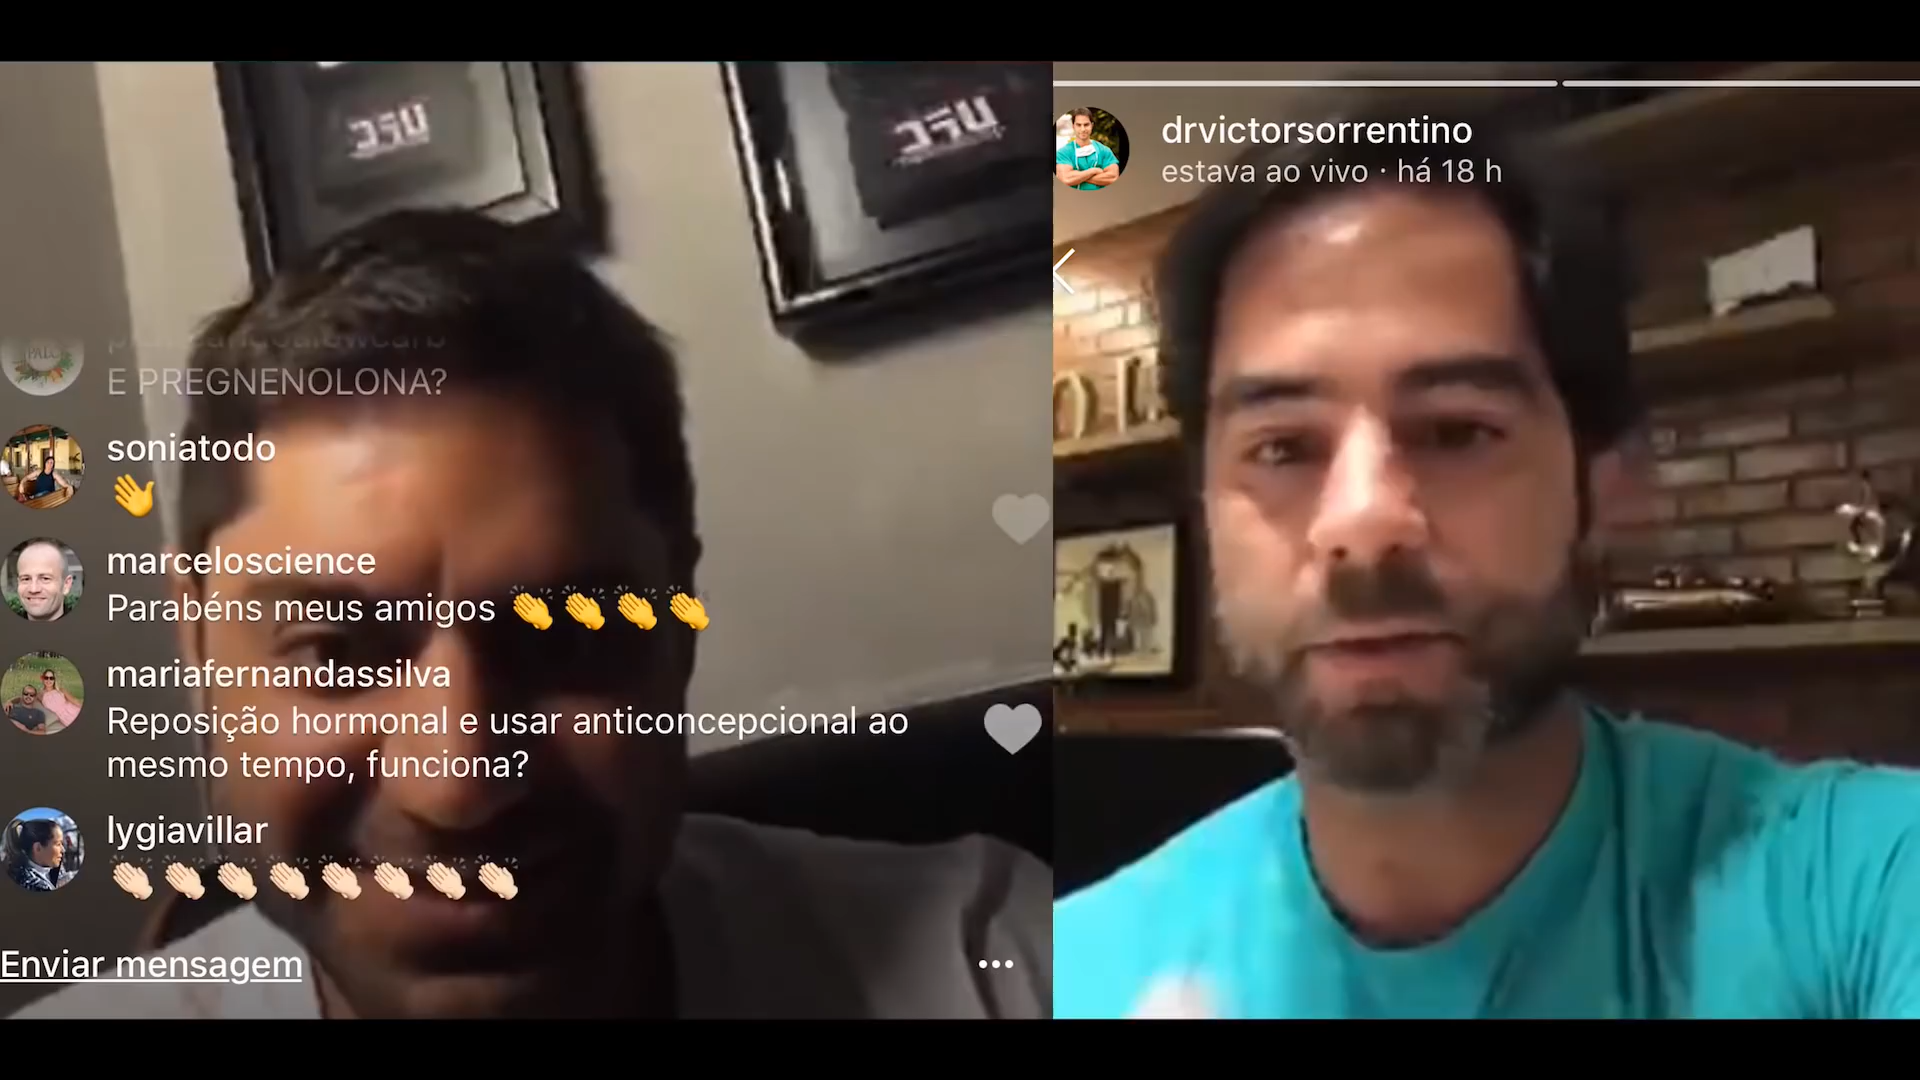 E PREGNENOLONA?
soniatodo
marceloscience
Parabéns meus amigos
mariafernandassilva
Reposição hormonal e usar anticoncepcional ao
mesmo tempo, funciona?
lygiavillar
Enviar mensagem
drvictorsorrentino
estava ao vivo · há 18 h